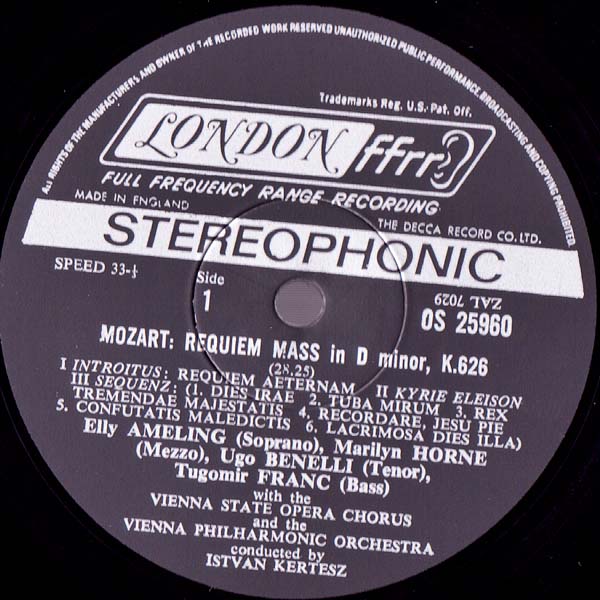 ALL RIGHTS OF THE MANUFACTURERS AND OWNER OF THE RECORDED WORK RESERVED UNAUTHORIZED PUBLIC PERFORMANCE, BROADCASTING AND COPYING PROHIBITED.
Trademarks Reg. U.S. Pat. Off.
LONDON ffrr
FULL FREQUENCY RANGE RECORDING
MADE IN ENGLAND
THE DECCA RECORD CO. LTD.
STEREOPHONIC
SPEED 33-⅓
Side
1
ZAL 7029
OS 25960
MOZART: REQUIEM MASS in D minor, K.626
(28.25)
I INTROITUS: REQUIEM AETERNAM II KYRIE ELEISON
III SEQUENZ: (1. DIES IRAE 2. TUBA MIRUM 3. REX
TREMENDAE MAJESTATIS 4. RECORDARE, JESU PIE
5. CONFUTATIS MALEDICTIS 6. LACRIMOSA DIES ILLA)
Elly AMELING (Soprano), Marilyn HORNE
(Mezzo), Ugo BENELLI (Tenor),
Tugomir FRANC (Bass)
with the
VIENNA STATE OPERA CHORUS
and the
VIENNA PHILHARMONIC ORCHESTRA
conducted by
ISTVAN KERTESZ